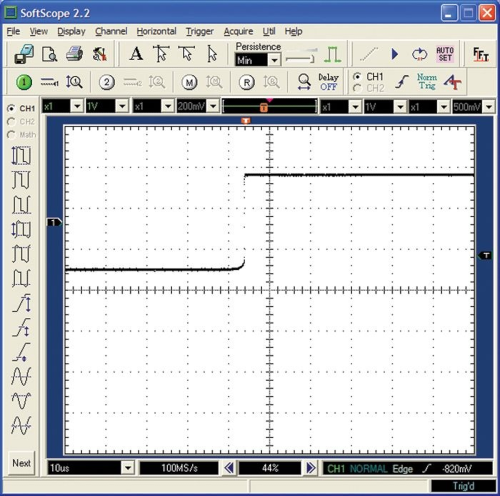 SoftScope 2.2
File View Display Channel Horizontal Trigger Acquire Util Help
Persistence
Min
A
AUTO SET
F.F.T
1 1 2 M R
Delay OFF
CH1
CH2
Norm Trig
CH1
CH2
Math
x1 1V x1 200mV T x1 1V x1 500mV
T
1
T
Next
10us 100MS/s 44% CH1 NORMAL Edge -820mV
Trig'd